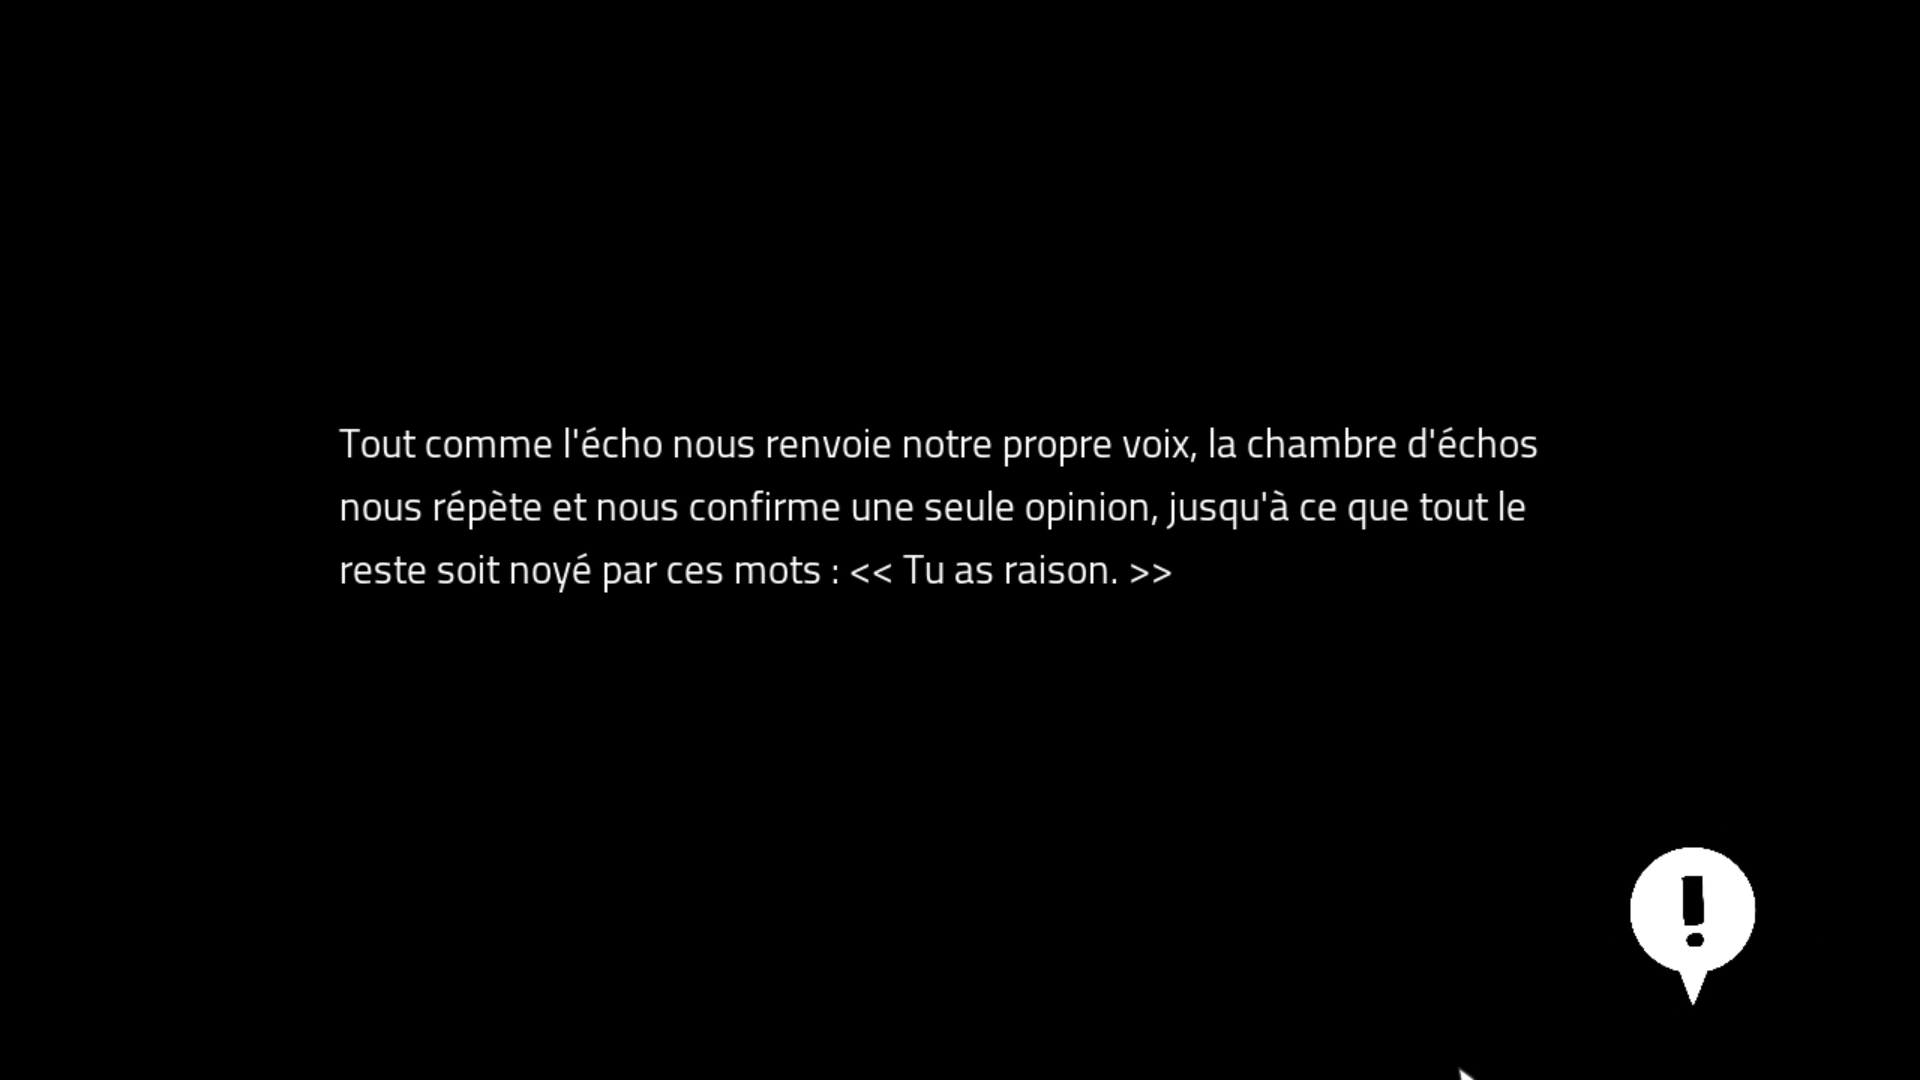 Tout comme l'écho nous renvoie notre propre voix, la chambre d'échos
nous répète et nous confirme une seule opinion, jusqu'à ce que tout le
reste soit noyé par ces mots : << Tu as raison. >>
!